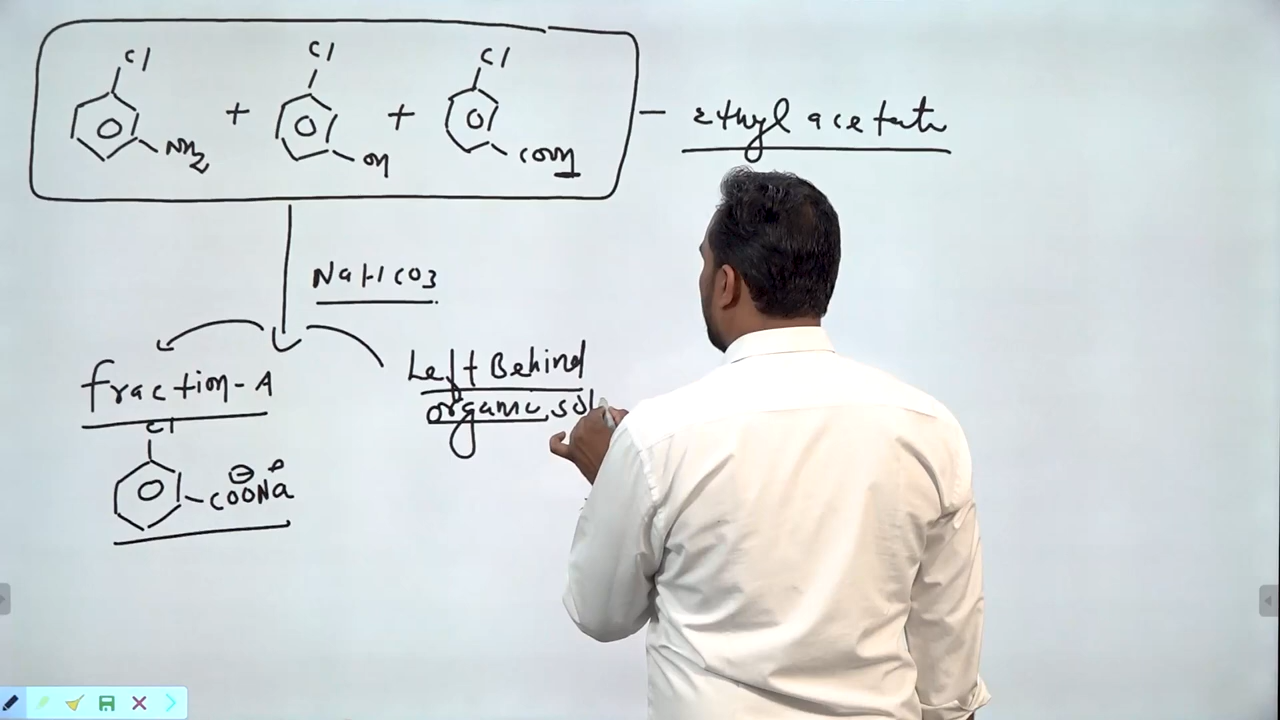 Cl Cl Cl
+ + — ethyl acetate
NH2 OH COOH
NaHCO3
fraction-A Left Behind
organic sol
Cl
COONa